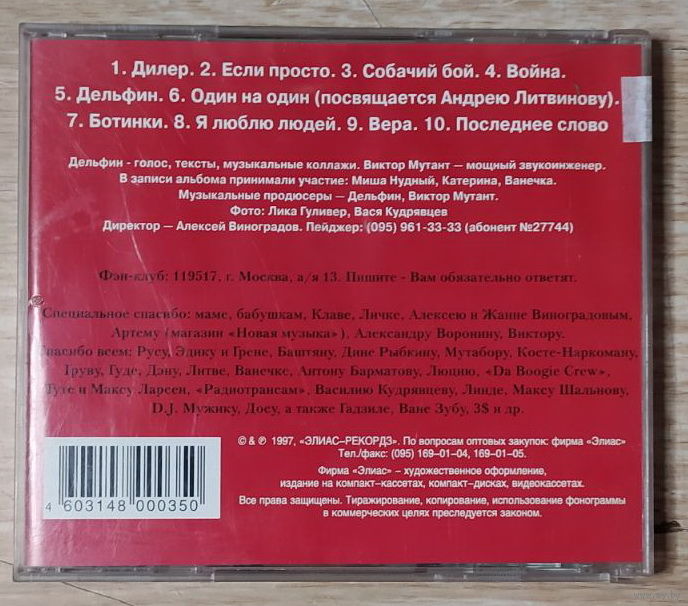 1. Дилер. 2. Если просто. 3. Собачий бой. 4. Война.
5. Дельфин. 6. Один на один (посвящается Андрею Литвинову).
7. Ботинки. 8. Я люблю людей. 9. Вера. 10. Последнее слово
Дельфин - голос, тексты, музыкальные коллажи. Виктор Мутант – мощный звукоинженер.
В записи альбома принимали участие: Миша Нудный, Катерина, Ванечка.
Музыкальные продюсеры – Дельфин, Виктор Мутант.
Фото: Лика Гуливер, Вася Кудрявцев
Директор – Алексей Виноградов. Пейджер: (095) 961-33-33 (абонент №27744)
Фэн-клуб: 119517, г. Москва, а/я 13. Пишите - Вам обязательно ответят.
Специальное спасибо: маме, бабушкам, Клаве, Личке, Алексею и Жанне Виноградовым,
Артему (магазин «Новая музыка»), Александру Воронину, Виктору.
Спасибо всем: Русу, Эдику и Грене, Баштяну, Дине Рыбкину, Мутабору, Косте-Наркоману,
Груву, Гуде, Дэну, Литве, Ванечке, Антону Барматову, Люцию, «Da Boogie Crew»,
Туте и Максу Ларсен, «Радиотрансам», Василию Кудрявцеву, Линде, Максу Шальнову,
D.J. Мужику, Досу, а также Гадзиле, Ване Зубу, 3$ и др.
© & ℗ 1997, «ЭЛИАС–РЕКОРДЗ». По вопросам оптовых закупок: фирма «Элиас»
Тел./факс: (095) 169–01–04, 169–01–05.
Фирма «Элиас» – художественное оформление,
издание на компакт–кассетах, компакт–дисках, видеокассетах.
Все права защищены. Тиражирование, копирование, использование фонограммы
в коммерческих целях преследуется законом.
4 603148 000350